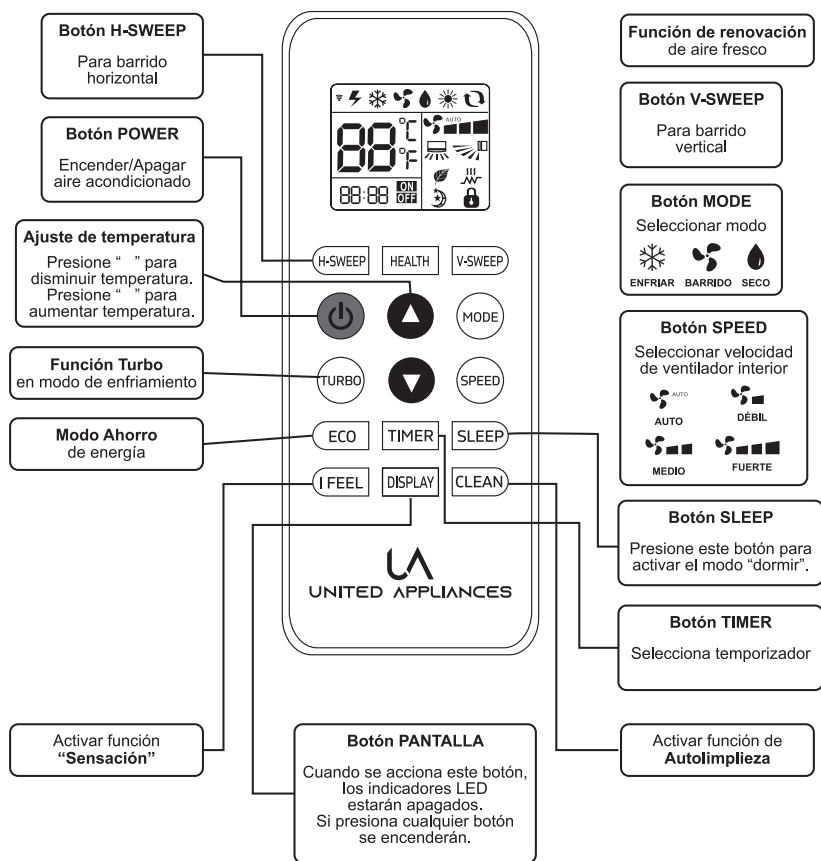 Botón H-SWEEP
Para barrido
horizontal
Botón POWER
Encender/Apagar
aire acondicionado
Ajuste de temperatura
Presione “ ” para
disminuir temperatura.
Presione “ ” para
aumentar temperatura.
Función Turbo
en modo de enfriamiento
Modo Ahorro
de energía
Activar función
“Sensación”
AUTO
88 °C
°F
88:88 ON
OFF
H-SWEEP HEALTH V-SWEEP
MODE
TURBO SPEED
ECO TIMER SLEEP
I FEEL DISPLAY CLEAN
UA
UNITED APPLIANCES
Botón PANTALLA
Cuando se acciona este botón,
los indicadores LED
estarán apagados.
Si presiona cualquier botón
se encenderán.
Función de renovación
de aire fresco
Botón V-SWEEP
Para barrido
vertical
Botón MODE
Seleccionar modo
ENFRIAR BARRIDO SECO
Botón SPEED
Seleccionar velocidad
de ventilador interior
AUTO
AUTO DÉBIL
MEDIO FUERTE
Botón SLEEP
Presione este botón para
activar el modo “dormir”.
Botón TIMER
Selecciona temporizador
Activar función de
Autolimplieza